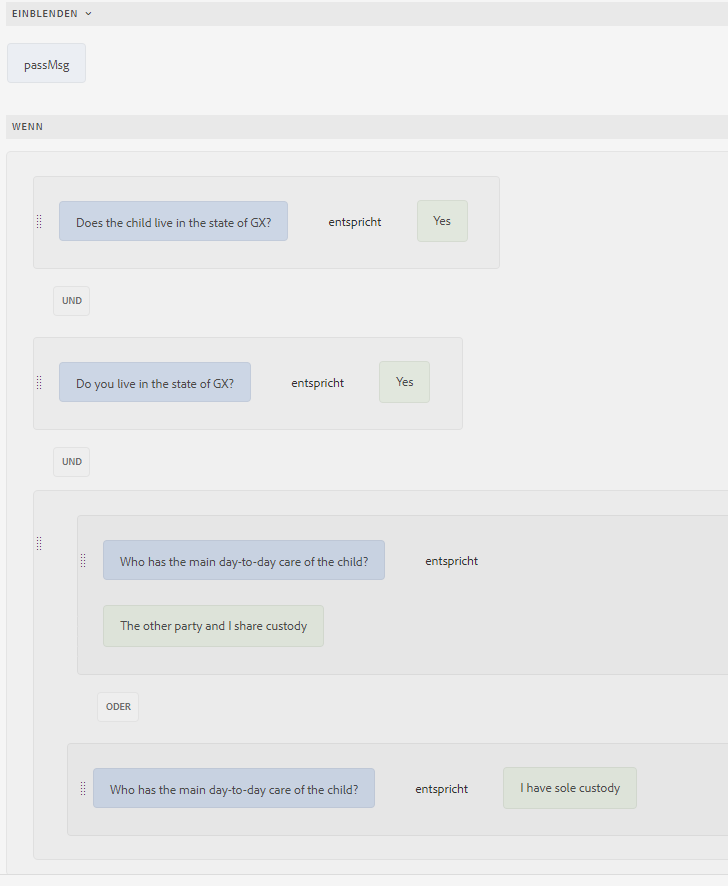 EINBLENDEN
passMsg
WENN
Does the child live in the state of GX? entspricht Yes
UND
Do you live in the state of GX? entspricht Yes
UND
Who has the main day-to-day care of the child? entspricht
The other party and I share custody
ODER
Who has the main day-to-day care of the child? entspricht I have sole custody